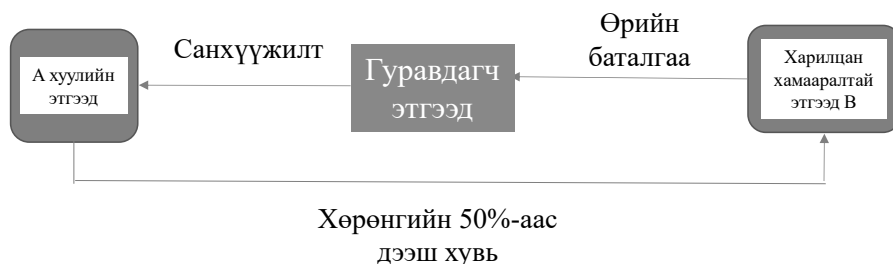 А хуулийн
этгээд
Санхүүжилт
Гуравдагч
этгээд
Өрийн
баталгаа
Харилцан
хамааралтай
этгээд В
Хөрөнгийн 50%-аас
дээш хувь